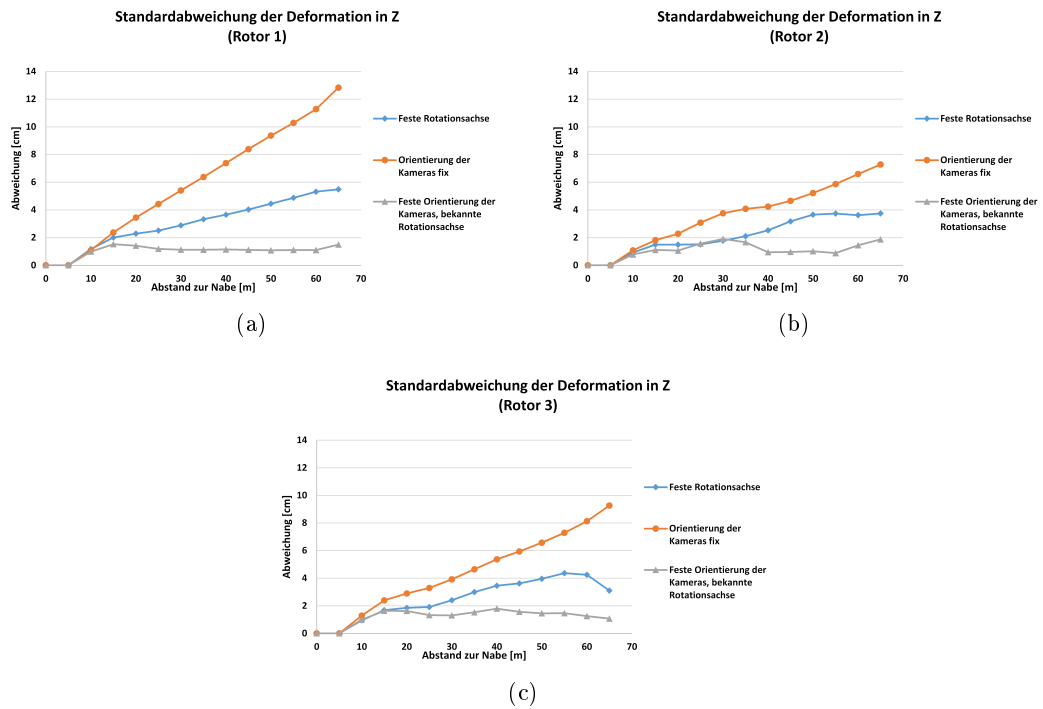 Standardabweichung der Deformation in Z
(Rotor 1)
Abweichung [cm]
14
12
10
8
6
4
2
0
0 10 20 30 40 50 60 70
Abstand zur Nabe [m]
Feste Rotationsachse
Orientierung der
Kameras fix
Feste Orientierung der
Kameras, bekannte
Rotationsachse
(a)
Standardabweichung der Deformation in Z
(Rotor 2)
Abweichung [cm]
14
12
10
8
6
4
2
0
0 10 20 30 40 50 60 70
Abstand zur Nabe [m]
Feste Rotationsachse
Orientierung der
Kameras fix
Feste Orientierung der
Kameras, bekannte
Rotationsachse
(b)
Standardabweichung der Deformation in Z
(Rotor 3)
Abweichung [cm]
14
12
10
8
6
4
2
0
0 10 20 30 40 50 60 70
Abstand zur Nabe [m]
Feste Rotationsachse
Orientierung der
Kameras fix
Feste Orientierung der
Kameras, bekannte
Rotationsachse
(c)